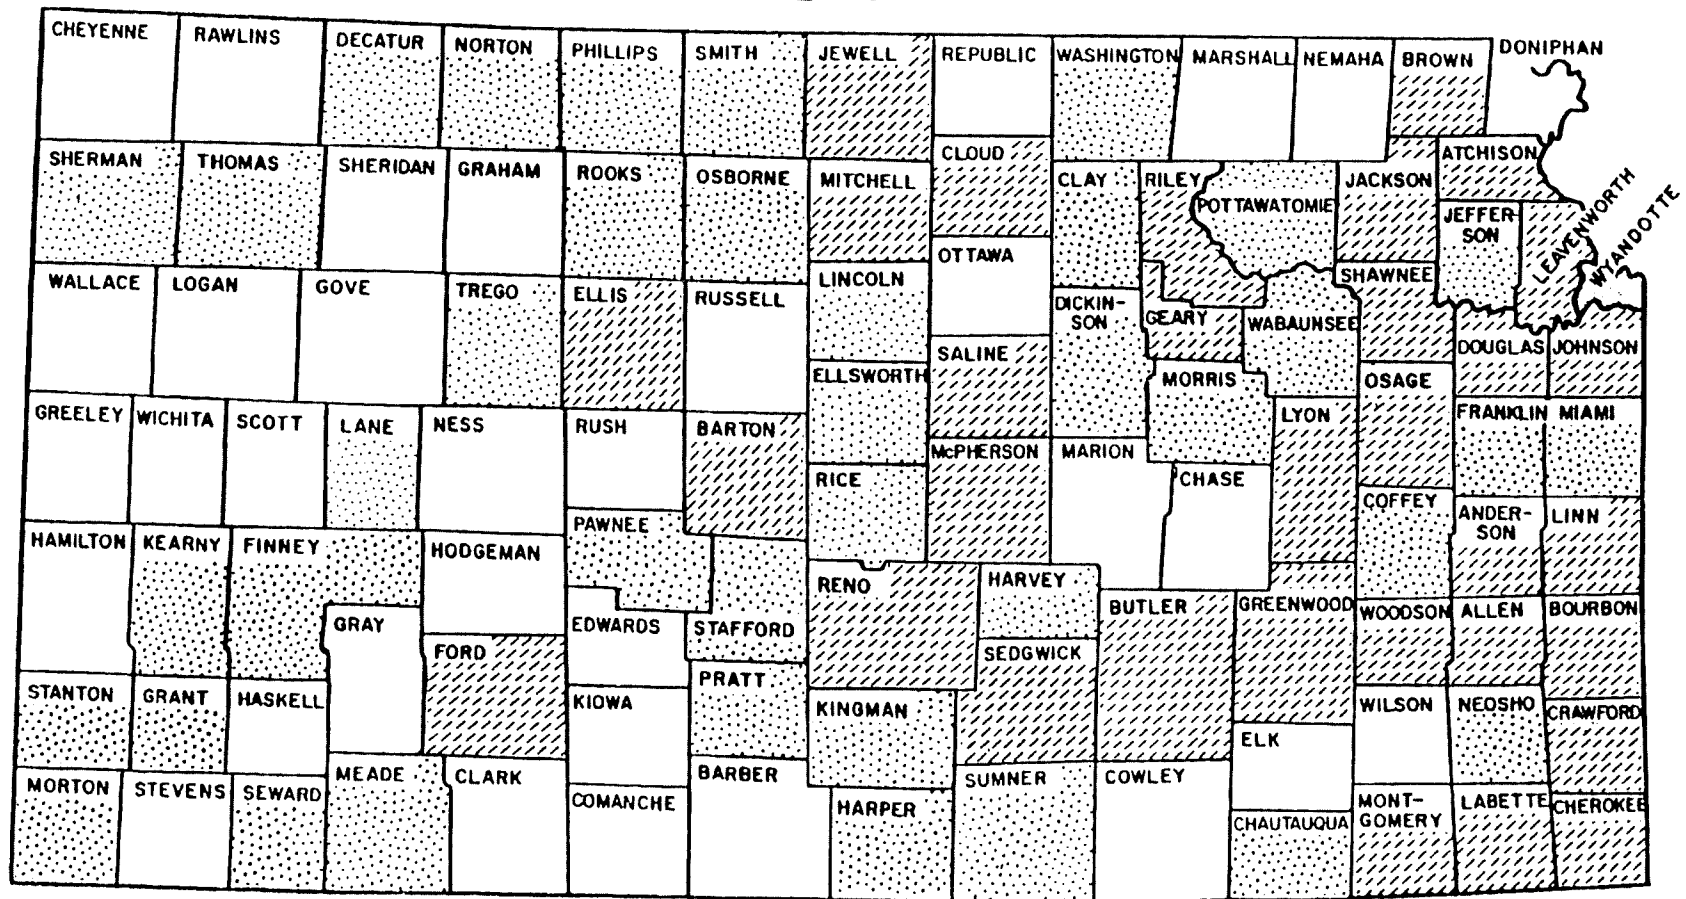 CHEYENNE
RAWLINS
DECATUR
NORTON
PHILLIPS
SMITH
JEWELL
REPUBLIC
WASHINGTON
MARSHALL
NEMAHA
BROWN
DONIPHAN
SHERMAN
THOMAS
SHERIDAN
GRAHAM
ROOKS
OSBORNE
MITCHELL
CLOUD
CLAY
RILEY
POTTAWATOMIE
JACKSON
ATCHISON
JEFFER-
SON
LEAVENWORTH
WYANDOTTE
WALLACE
LOGAN
GOVE
TREGO
ELLIS
RUSSELL
LINCOLN
OTTAWA
DICKIN-
SON
GEARY
WABAUNSEE
SHAWNEE
DOUGLAS
JOHNSON
ELLSWORTH
SALINE
MORRIS
OSAGE
GREELEY
WICHITA
SCOTT
LANE
NESS
RUSH
BARTON
RICE
McPHERSON
MARION
CHASE
LYON
FRANKLIN
MIAMI
COFFEY
ANDER-
SON
LINN
HAMILTON
KEARNY
FINNEY
HODGEMAN
PAWNEE
RENO
HARVEY
BUTLER
GREENWOOD
WOODSON
ALLEN
BOURBON
GRAY
FORD
EDWARDS
STAFFORD
SEDGWICK
STANTON
GRANT
HASKELL
KIOWA
PRATT
KINGMAN
ELK
WILSON
NEOSHO
CRAWFORD
MORTON
STEVENS
SEWARD
MEADE
CLARK
COMANCHE
BARBER
HARPER
SUMNER
COWLEY
CHAUTAUQUA
MONT-
GOMERY
LABETTE
CHEROKEE